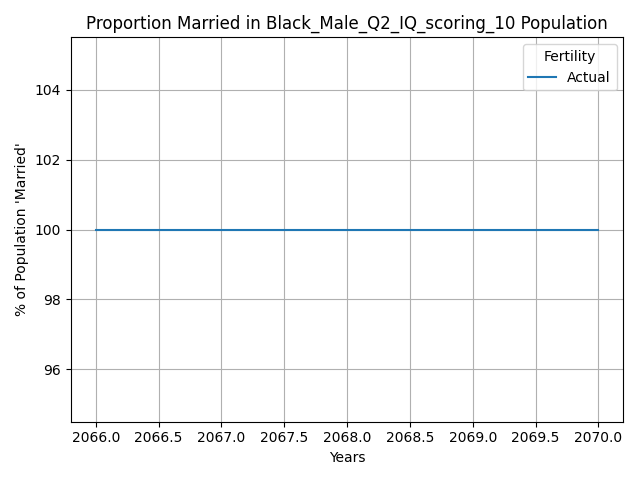 Proportion Married in Black_Male_Q2_IQ_scoring_10 Population
Fertility
Actual
% of Population 'Married'
104
102
100
98
96
2066.0 2066.5 2067.0 2067.5 2068.0 2068.5 2069.0 2069.5 2070.0
Years